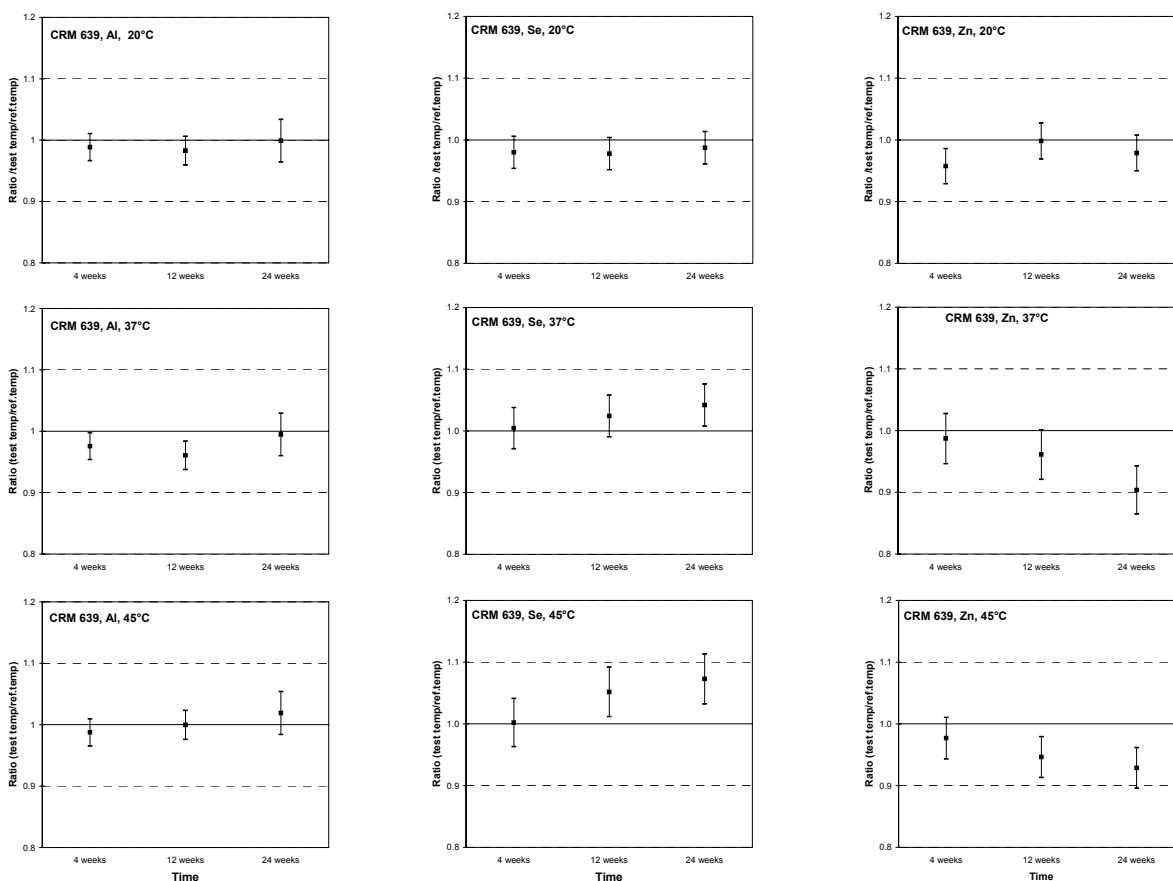 CRM 639, Al, 20°C
Ratio /test temp/ref.temp)
1.2
1.1
1
0.9
0.8
4 weeks 12 weeks 24 weeks
CRM 639, Se, 20°C
Ratio /test temp/ref.temp)
1.2
1.1
1.0
0.9
0.8
4 weeks 12 weeks 24 weeks
CRM 639, Zn, 20°C
Ratio /test temp/ref.temp)
1.2
1.1
1.0
0.9
0.8
4 weeks 12 weeks 24 weeks
CRM 639, Al, 37°C
Ratio (test temp/ref.temp)
1.2
1.1
1
0.9
0.8
4 weeks 12 weeks 24 weeks
CRM 639, Se, 37°C
Ratio (test temp/ref.temp)
1.2
1.1
1.0
0.9
0.8
4 weeks 12 weeks 24 weeks
CRM 639, Zn, 37°C
Ratio (test temp/ref.temp)
1.2
1.1
1.0
0.9
0.8
4 weeks 12 weeks 24 weeks
CRM 639, Al, 45°C
Ratio (test temp/ref.temp)
1.2
1.1
1
0.9
0.8
4 weeks 12 weeks 24 weeks
Time
CRM 639, Se, 45°C
Ratio (test temp/ref.temp)
1.2
1.1
1.0
0.9
0.8
4 weeks 12 weeks 24 weeks
Time
CRM 639, Zn, 45°C
Ratio (test temp/ref.temp)
1.2
1.1
1.0
0.9
0.8
4 weeks 12 weeks 24 weeks
Time